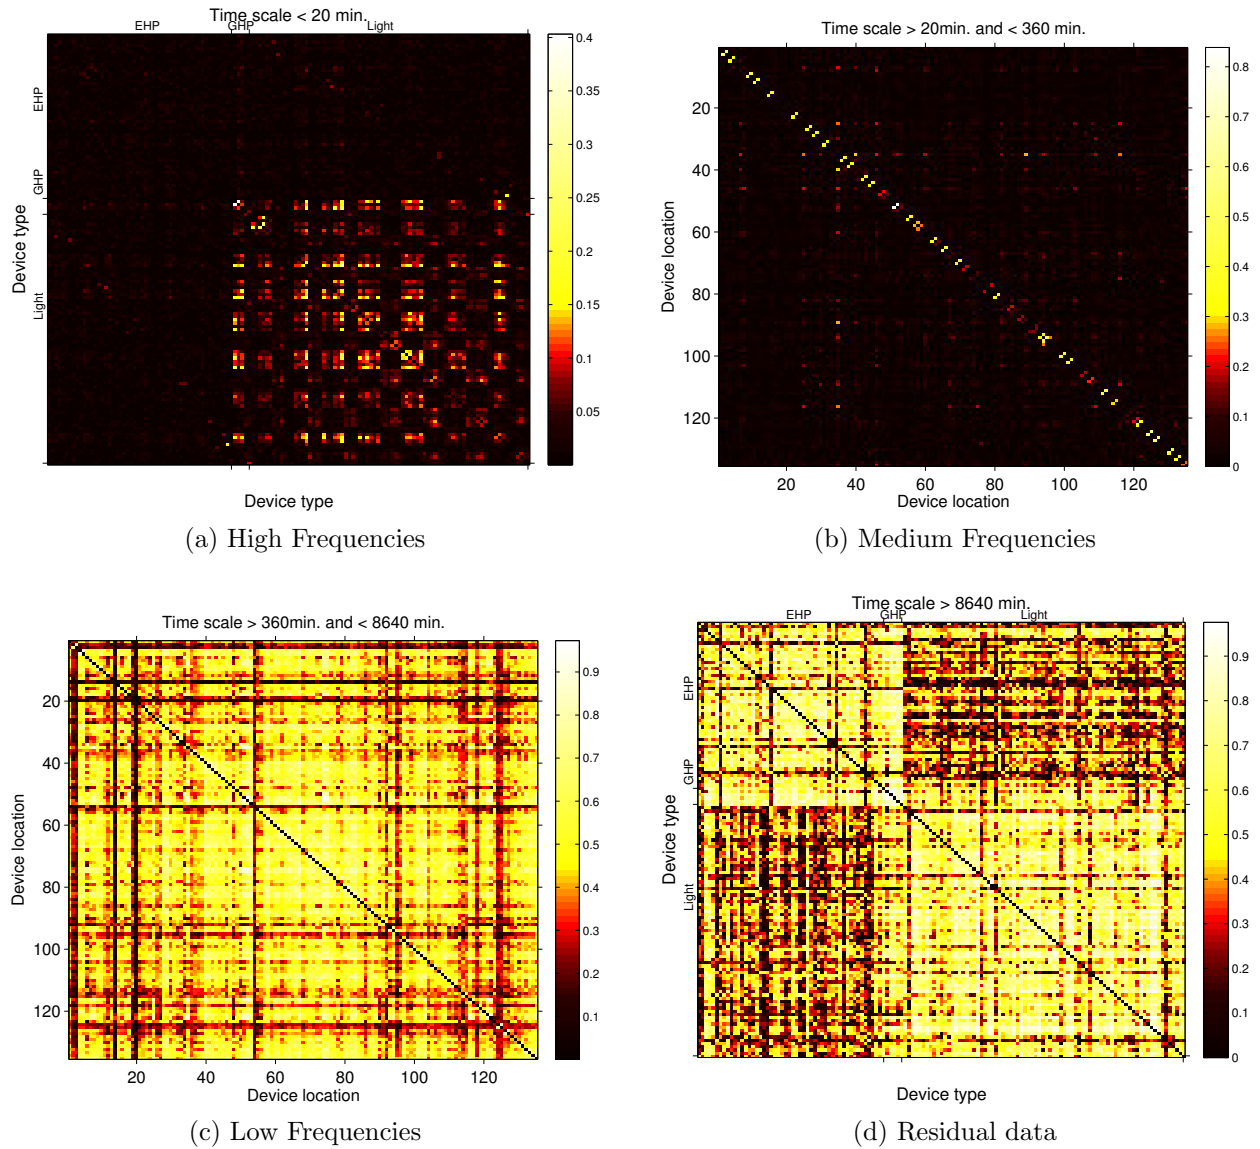 Time scale < 20 min.
EHP GHP Light
EHP
GHP
Light
Device type
Device type
0.4
0.35
0.3
0.25
0.2
0.15
0.1
0.05
(a) High Frequencies
Time scale > 20min. and < 360 min.
20
40
60
80
100
120
Device location
20 40 60 80 100 120
Device location
0.8
0.7
0.6
0.5
0.4
0.3
0.2
0.1
0
(b) Medium Frequencies
Time scale > 360min. and < 8640 min.
20
40
60
80
100
120
Device location
20 40 60 80 100 120
Device location
0.9
0.8
0.7
0.6
0.5
0.4
0.3
0.2
0.1
(c) Low Frequencies
Time scale > 8640 min.
EHP GHP Light
EHP
GHP
Light
Device type
Device type
0.9
0.8
0.7
0.6
0.5
0.4
0.3
0.2
0.1
0
(d) Residual data